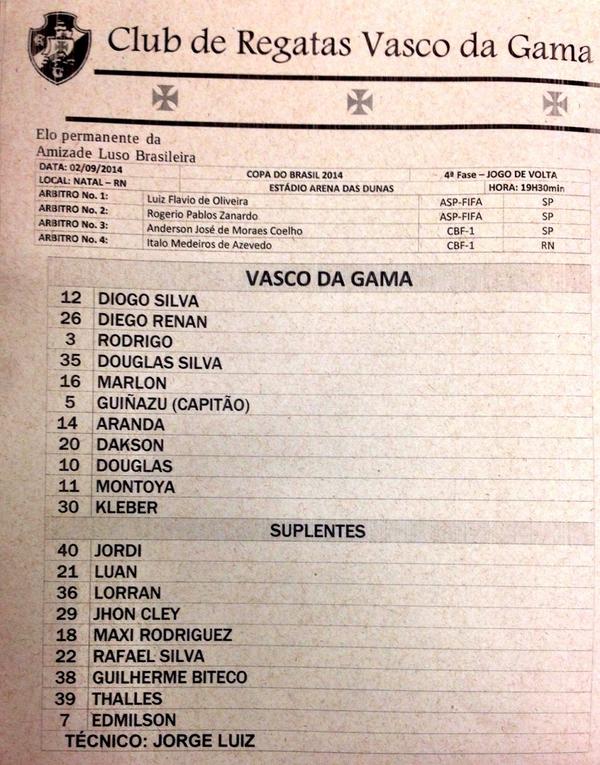 Club de Regatas Vasco da Gama
Elo permanente da
Amizade Luso Brasileira
DATA: 02/09/2014 COPA DO BRASIL 2014 4ª Fase – JOGO DE VOLTA
LOCAL: NATAL – RN ESTÁDIO ARENA DAS DUNAS HORA: 19H30min
ARBITRO No. 1: Luiz Flavio de Oliveira ASP-FIFA SP
ARBITRO No. 2: Rogerio Pablos Zanardo ASP-FIFA SP
ARBITRO No. 3: Anderson José de Moraes Coelho CBF-1 SP
ARBITRO No. 4: Italo Medeiros de Azevedo CBF-1 RN
VASCO DA GAMA
12 DIOGO SILVA
26 DIEGO RENAN
3 RODRIGO
35 DOUGLAS SILVA
16 MARLON
5 GUIÑAZU (CAPITÃO)
14 ARANDA
20 DAKSON
10 DOUGLAS
11 MONTOYA
30 KLEBER
SUPLENTES
40 JORDI
21 LUAN
36 LORRAN
29 JHON CLEY
18 MAXI RODRIGUEZ
22 RAFAEL SILVA
38 GUILHERME BITECO
39 THALLES
7 EDMILSON
TÉCNICO: JORGE LUIZ